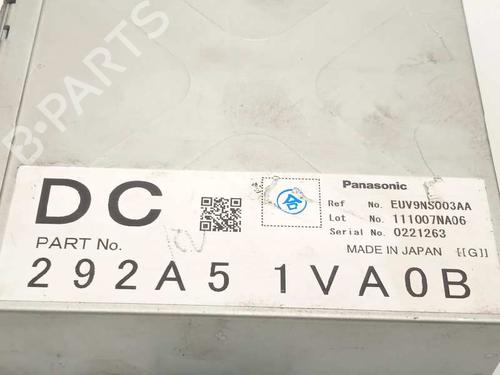 B-PARTS
DC
Panasonic
Ref No. EUV9NS003AA
Lot No. 111007NA06
Serial No. 0221263
PART No.
MADE IN JAPAN [[G]]
292A5 1VA0B